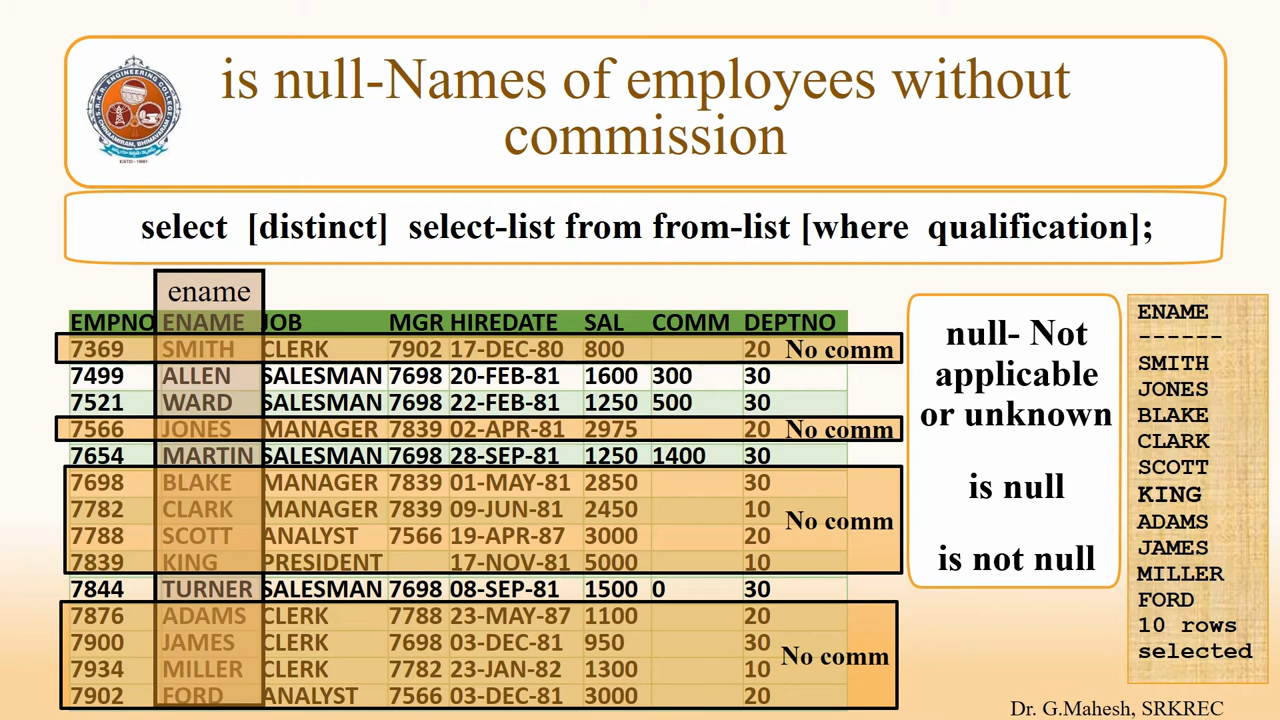 is null-Names of employees without
commission
select [distinct] select-list from from-list [where qualification];
ename
EMPNO ENAME JOB MGR HIREDATE SAL COMM DEPTNO
7369 SMITH CLERK 7902 17-DEC-80 800 20 No comm
7499 ALLEN SALESMAN 7698 20-FEB-81 1600 300 30
7521 WARD SALESMAN 7698 22-FEB-81 1250 500 30
7566 JONES MANAGER 7839 02-APR-81 2975 20 No comm
7654 MARTIN SALESMAN 7698 28-SEP-81 1250 1400 30
7698 BLAKE MANAGER 7839 01-MAY-81 2850 30
7782 CLARK MANAGER 7839 09-JUN-81 2450 10
No comm
7788 SCOTT ANALYST 7566 19-APR-87 3000 20
7839 KING PRESIDENT 17-NOV-81 5000 10
7844 TURNER SALESMAN 7698 08-SEP-81 1500 0 30
7876 ADAMS CLERK 7788 23-MAY-87 1100 20
7900 JAMES CLERK 7698 03-DEC-81 950 30
No comm
7934 MILLER CLERK 7782 23-JAN-82 1300 10
7902 FORD ANALYST 7566 03-DEC-81 3000 20
null- Not
applicable
or unknown
is null
is not null
ENAME
------
SMITH
JONES
BLAKE
CLARK
SCOTT
KING
ADAMS
JAMES
MILLER
FORD
10 rows
selected
Dr. G.Mahesh, SRKREC